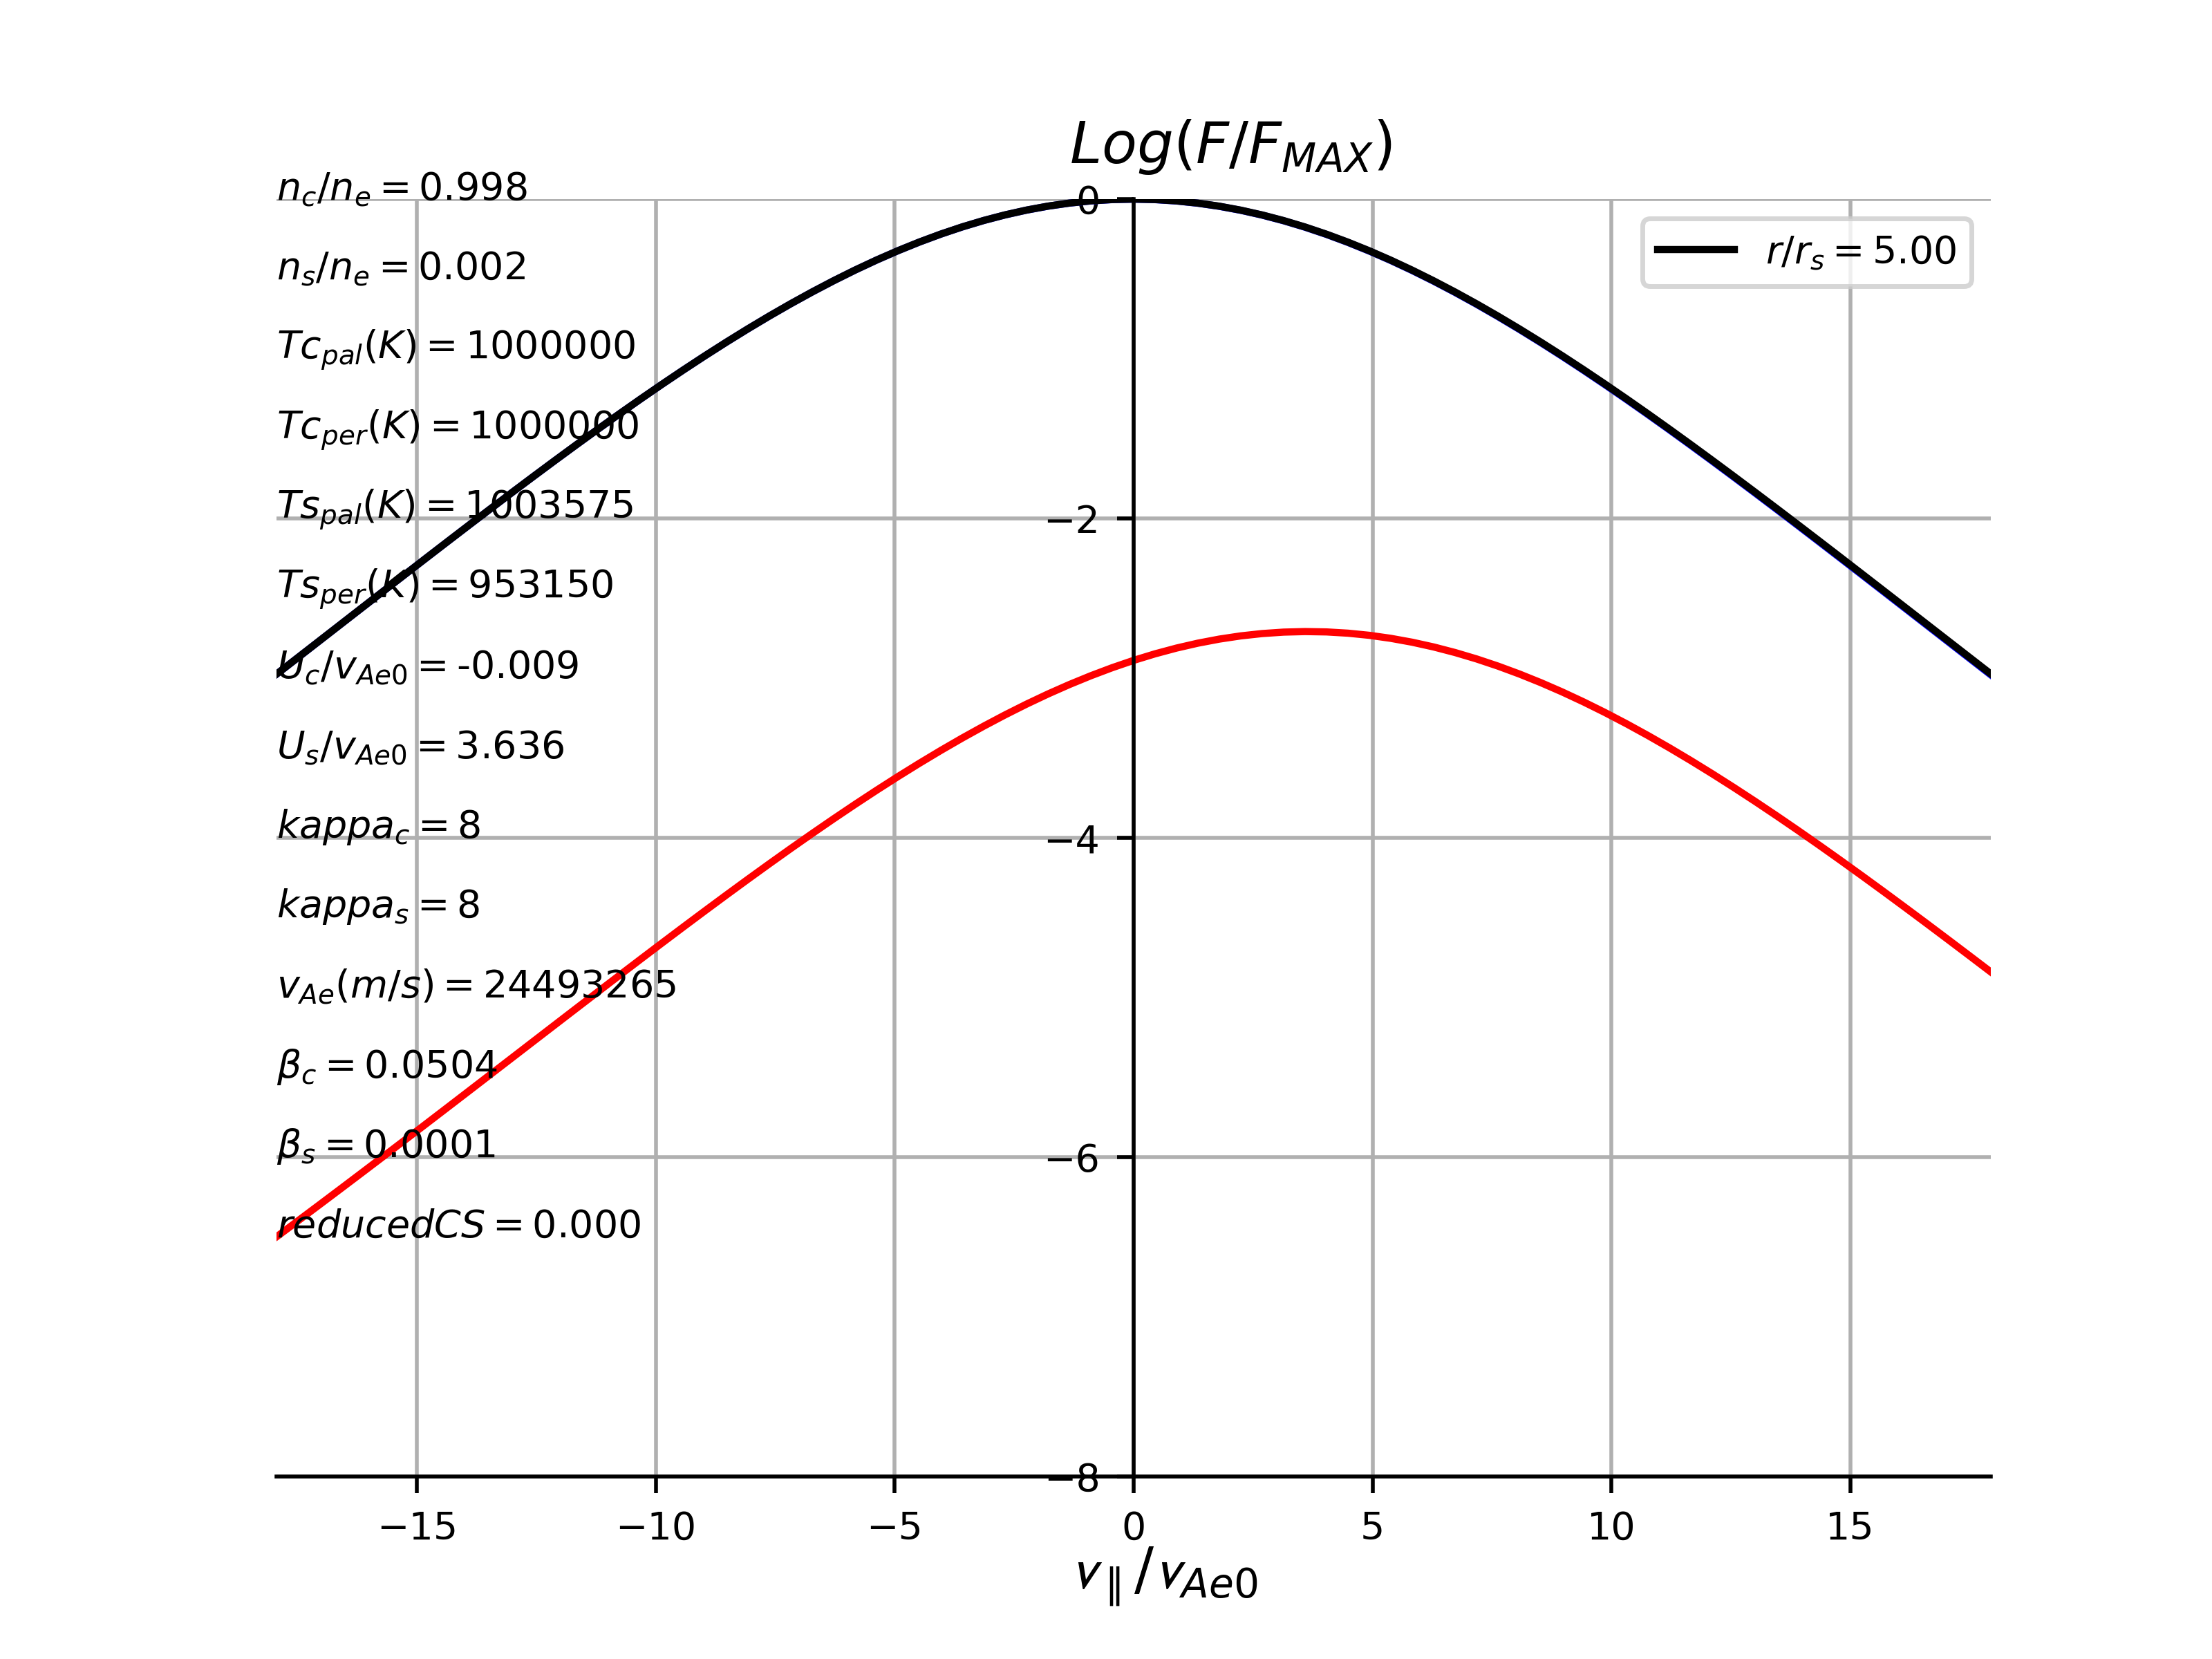 Log(F/F_MAX)
n_c/n_e = 0.998
n_s/n_e = 0.002
Tc_pal(K) = 1000000
Tc_per(K) = 1000000
Ts_pal(K) = 1003575
Ts_per(K) = 953150
U_c/v_Ae0 = -0.009
U_s/v_Ae0 = 3.636
kappa_c = 8
kappa_s = 8
v_Ae(m/s) = 24493265
β_c = 0.0504
β_s = 0.0001
reducedCS = 0.000
r/r_s = 5.00
0
−2
−4
−6
−8
−15 −10 −5 0 5 10 15
v_∥/v_Ae0